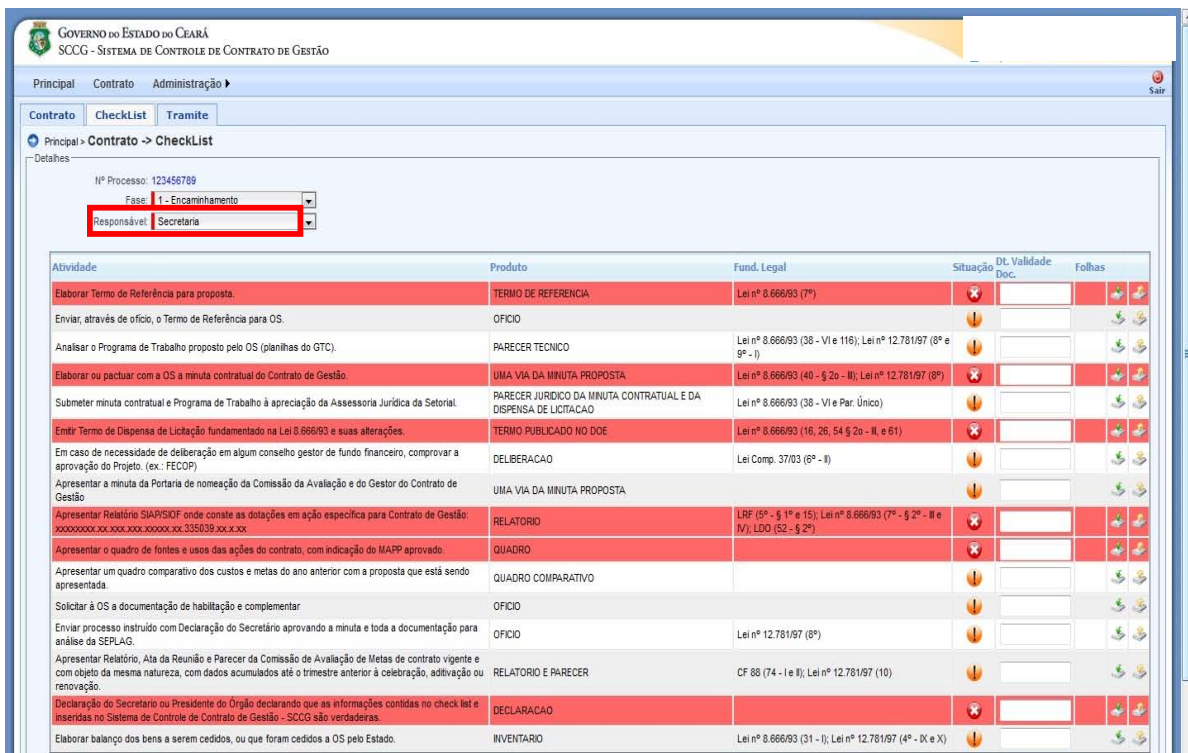 GOVERNO DO ESTADO DO CEARÁ
SCCG - SISTEMA DE CONTROLE DE CONTRATO DE GESTÃO
Principal Contrato Administração
Sair
Contrato CheckList Tramite
Principal > Contrato -> CheckList
Detalhes
Nº Processo: 123456789
Fase: 1 - Encaminhamento
Responsável: Secretaria
Atividade Produto Fund. Legal Situação Dt. Validade Doc. Folhas
Elaborar Termo de Referência para proposta. TERMO DE REFERENCIA Lei nº 8.666/93 (7º)
Enviar, através de ofício, o Termo de Referência para OS. OFICIO
Analisar o Programa de Trabalho proposto pelo OS (planilhas do GTC). PARECER TECNICO Lei nº 8.666/93 (38 - VI e 116); Lei nº 12.781/97 (8º e
9º - I)
Elaborar ou pactuar com a OS a minuta contratual do Contrato de Gestão. UMA VIA DA MINUTA PROPOSTA Lei nº 8.666/93 (40 - § 2o - III); Lei nº 12.781/97 (8º)
Submeter minuta contratual e Programa de Trabalho à apreciação da Assessoria Jurídica da Setorial. PARECER JURIDICO DA MINUTA CONTRATUAL E DA
DISPENSA DE LICITACAO Lei nº 8.666/93 (38 - VI e Par. Único)
Emitir Termo de Dispensa de Licitação fundamentado na Lei 8.666/93 e suas alterações. TERMO PUBLICADO NO DOE Lei nº 8.666/93 (16, 26, 54 § 2o - II, e 61)
Em caso de necessidade de deliberação em algum conselho gestor de fundo financeiro, comprovar a
aprovação do Projeto. (ex.: FECOP) DELIBERACAO Lei Comp. 37/03 (6º - II)
Apresentar a minuta da Portaria de nomeação da Comissão da Avaliação e do Gestor do Contrato de
Gestão UMA VIA DA MINUTA PROPOSTA
Apresentar Relatório SIAP/SIOF onde conste as dotações em ação específica para Contrato de Gestão:
xxxxxxxx.xx.xxx.xxx.xxxxx.xx.335039.xx.x.xx RELATORIO LRF (5º - § 1º e 15); Lei nº 8.666/93 (7º - § 2º - III e
IV); LDO (52 - § 2º)
Apresentar o quadro de fontes e usos das ações do contrato, com indicação do MAPP aprovado. QUADRO
Apresentar um quadro comparativo dos custos e metas do ano anterior com a proposta que está sendo
apresentada. QUADRO COMPARATIVO
Solicitar à OS a documentação de habilitação e complementar OFICIO
Enviar processo instruído com Declaração do Secretário aprovando a minuta e toda a documentação para
análise da SEPLAG. OFICIO Lei nº 12.781/97 (8º)
Apresentar Relatório, Ata da Reunião e Parecer da Comissão de Avaliação de Metas de contrato vigente e
com objeto da mesma natureza, com dados acumulados até o trimestre anterior à celebração, aditivação ou
renovação. RELATORIO E PARECER CF 88 (74 - I e II); Lei nº 12.781/97 (10)
Declaração do Secretario ou Presidente do Órgão declarando que as informações contidas no check list e
inseridas no Sistema de Controle de Contrato de Gestão - SCCG são verdadeiras. DECLARACAO
Elaborar balanço dos bens a serem cedidos, ou que foram cedidos a OS pelo Estado. INVENTARIO Lei nº 8.666/93 (31 - I); Lei nº 12.781/97 (4º - IX e X)